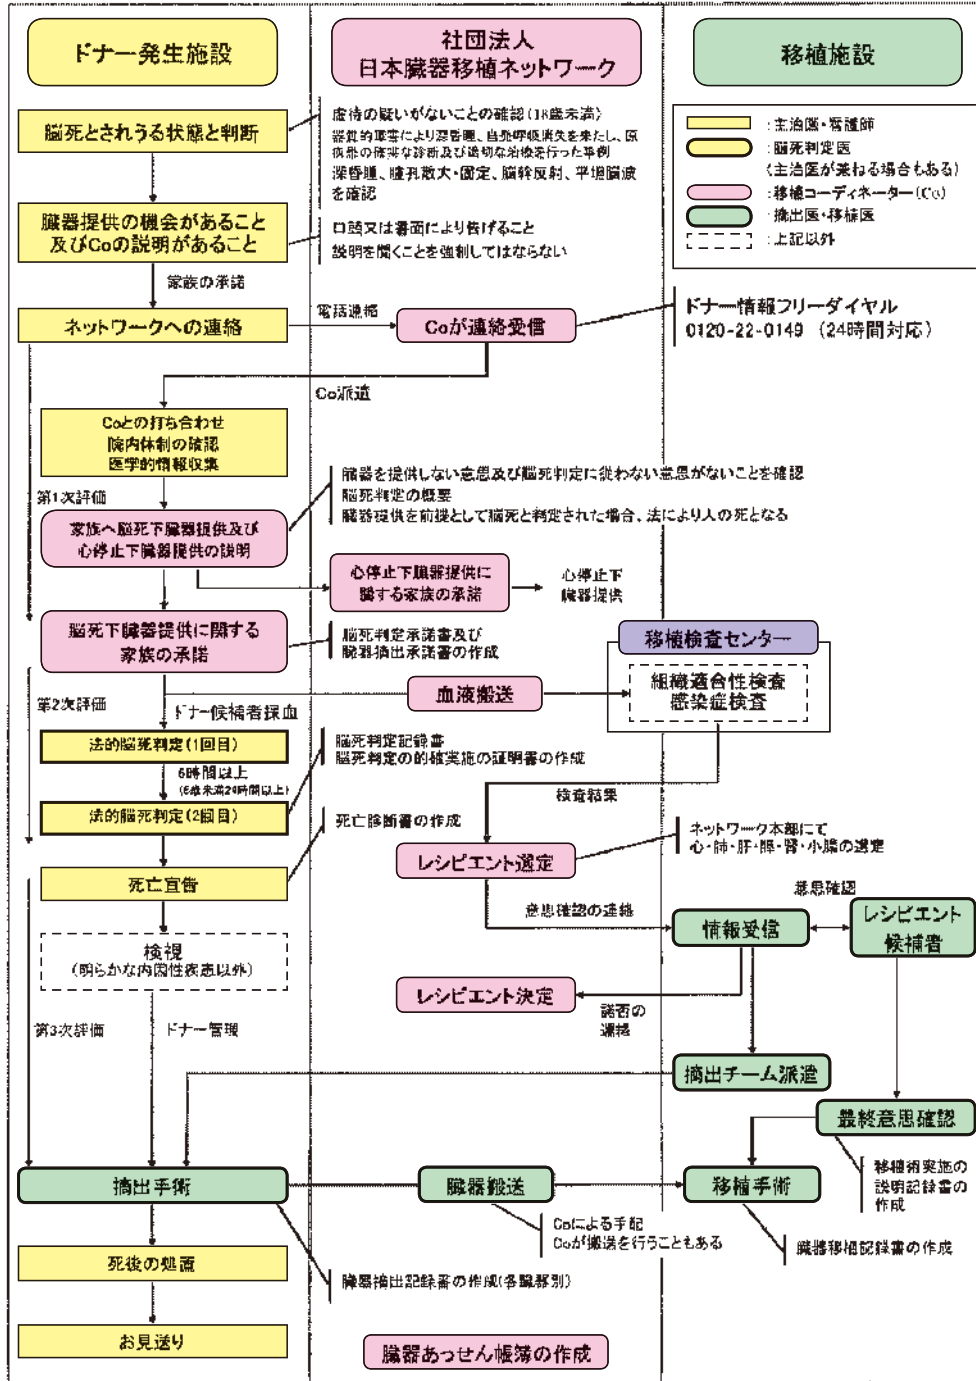 ドナー発生施設
社団法人
日本臓器移植ネットワーク
移植施設
脳死とされうる状態と判断
虐待の疑いがないことの確認(18歳未満)
器質的障害により深昏睡、自発呼吸消失を来たし、原
疾患の確実な診断及び適切な治療を行った事例
深昏睡、瞳孔散大・固定、脳幹反射、平坦脳波
を確認
:主治医・看護師
:脳死判定医
(主治医が兼ねる場合もある)
:移植コーディネーター(Co)
:摘出医・移植医
:上記以外
臓器提供の機会があること
及びCoの説明があること
口頭又は書面により告げること
説明を聞くことを強制してはならない
家族の承諾
ネットワークへの連絡
電話連絡
Coが連絡受信
ドナー情報フリーダイヤル
0120-22-0149 (24時間対応)
Co派遣
Coとの打ち合わせ
院内体制の確認
医学的情報収集
第1次評価
臓器を提供しない意思及び脳死判定に従わない意思がないことを確認
脳死判定の概要
臓器提供を前提として脳死と判定された場合、法により人の死となる
家族へ脳死下臓器提供及び
心停止下臓器提供の説明
心停止下臓器提供に
関する家族の承諾
心停止下
臓器提供
脳死下臓器提供に関する
家族の承諾
脳死判定承諾書及び
臓器摘出承諾書の作成
移植検査センター
組織適合性検査
感染症検査
第2次評価
ドナー候補者採血
血液搬送
法的脳死判定(1回目)
6時間以上
(6歳未満24時間以上)
法的脳死判定(2回目)
脳死判定記録書
脳死判定の的確実施の証明書の作成
検査結果
死亡診断書の作成
レシピエント選定
ネットワーク本部にて
心・肺・肝・膵・腎・小腸の選定
死亡宣告
意思確認の連絡
意思確認
情報受信
レシピエント
候補者
検視
(明らかな内因性疾患以外)
レシピエント決定
諾否の
連絡
第3次評価
ドナー管理
摘出チーム派遣
最終意思確認
移植術実施の
説明記録書の
作成
摘出手術
臓器搬送
移植手術
Coによる手配
Coが搬送を行うこともある
臓器移植記録書の作成
死後の処置
臓器摘出記録書の作成(各臓器別)
お見送り
臓器あっせん帳簿の作成